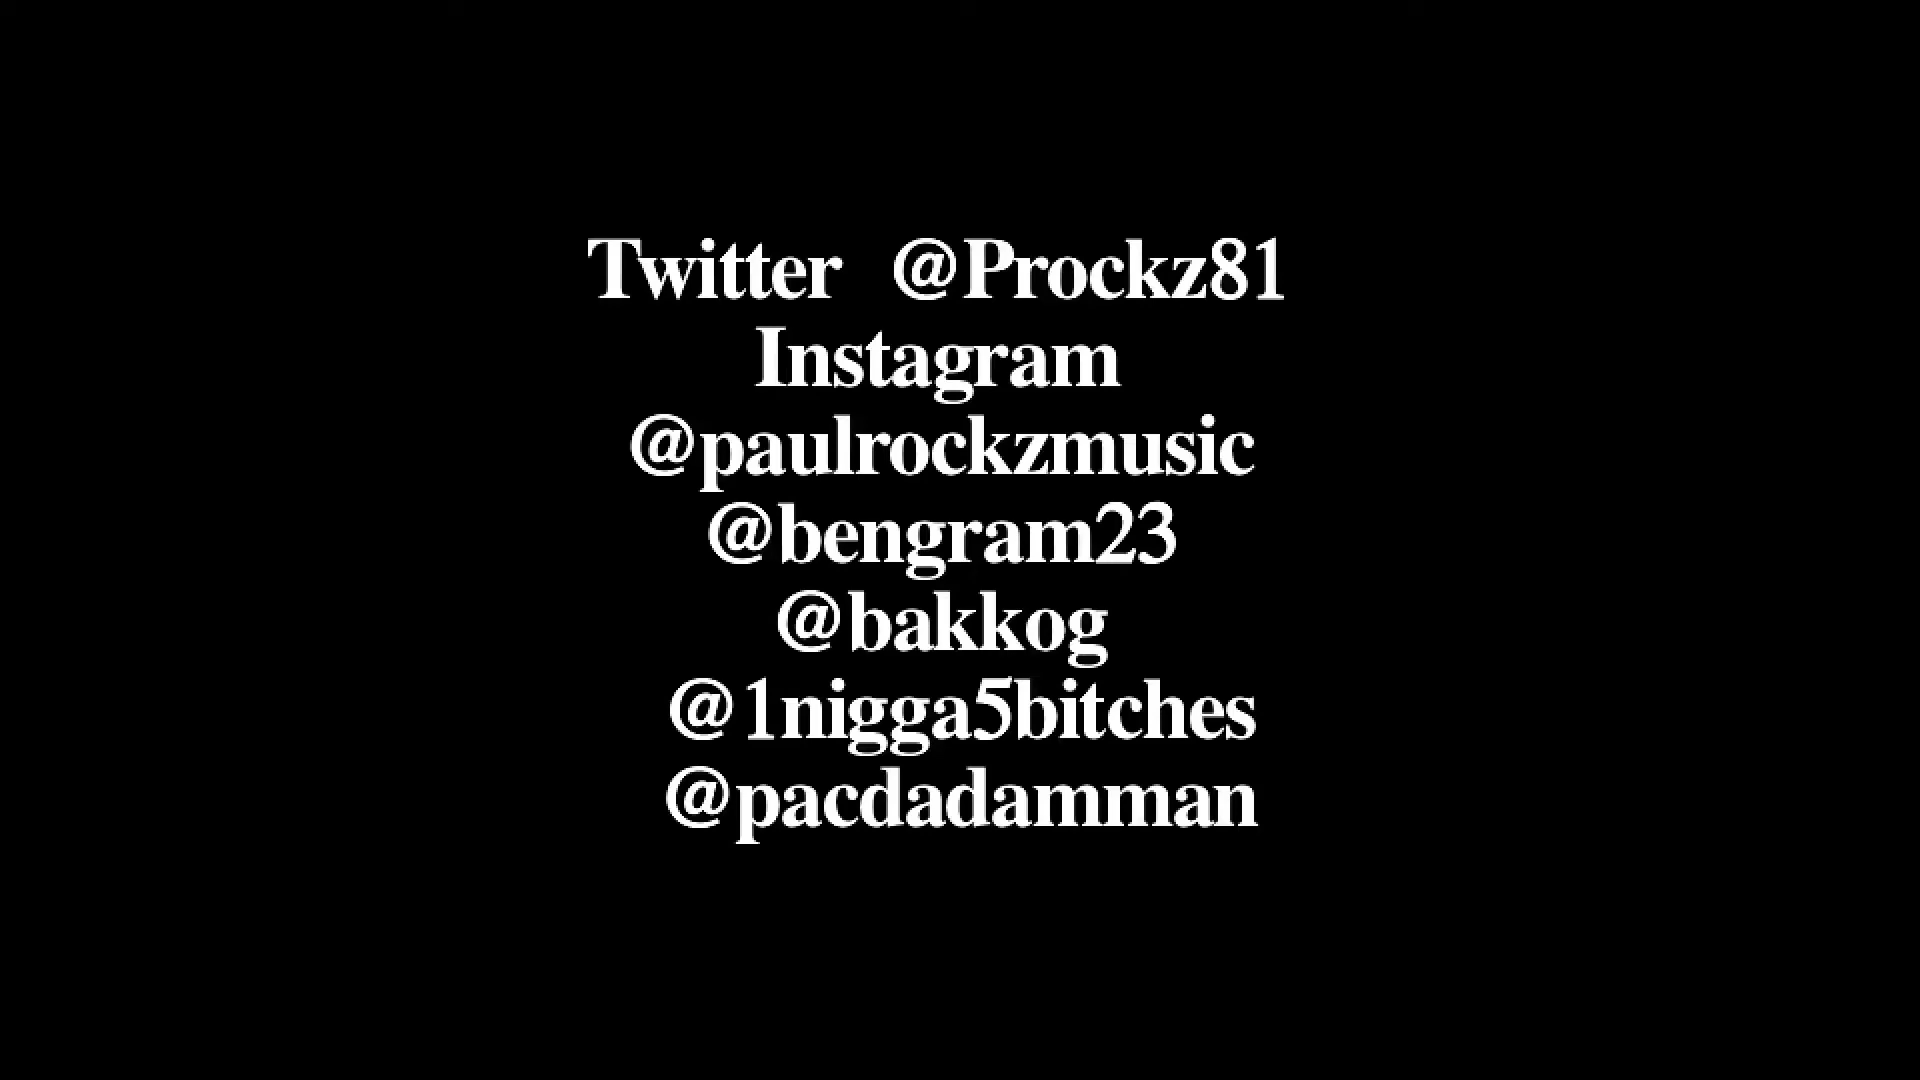 Twitter @Prockz81
Instagram
@paulrockzmusic
@bengram23
@bakkog
@1nigga5bitches
@pacdadamman